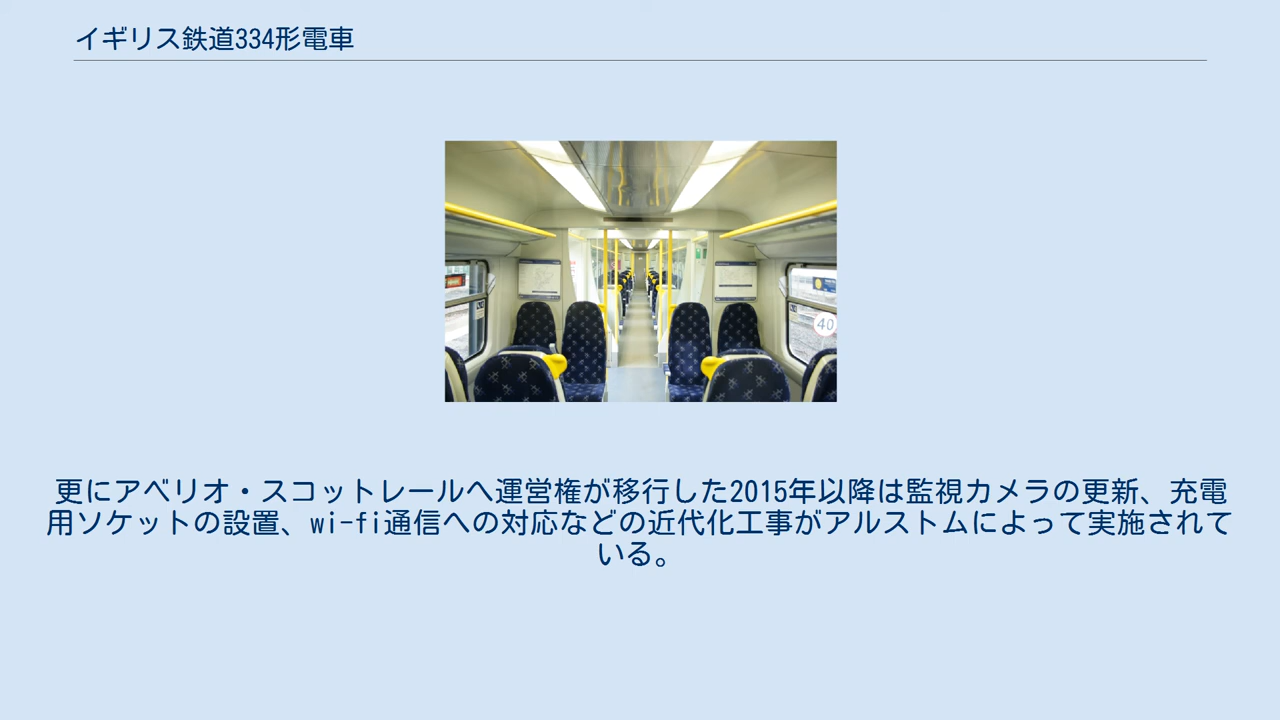 イギリス鉄道334形電車
40
更にアベリオ・スコットレールへ運営権が移行した2015年以降は監視カメラの更新、充電
用ソケットの設置、wi-fi通信への対応などの近代化工事がアルストムによって実施されて
いる。